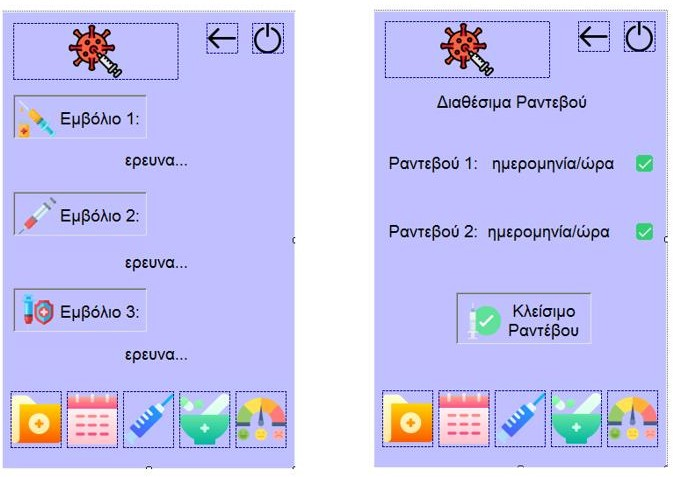 Εμβόλιο 1:
ερευνα...
Εμβόλιο 2:
ερευνα...
Εμβόλιο 3:
ερευνα...
Διαθέσιμα Ραντεβού
Ραντεβού 1: ημερομηνία/ώρα
Ραντεβού 2: ημερομηνία/ώρα
Κλείσιμο
Ραντέβου